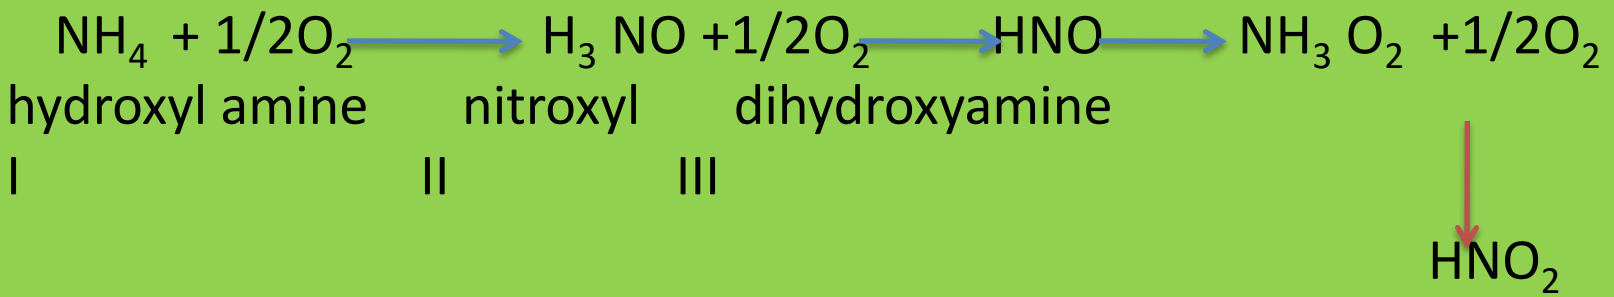 NH₄ + 1/2O₂ → H₃ NO +1/2O₂ → HNO → NH₃ O₂ +1/2O₂
hydroxyl amine nitroxyl dihydroxyamine
I II III
HNO₂